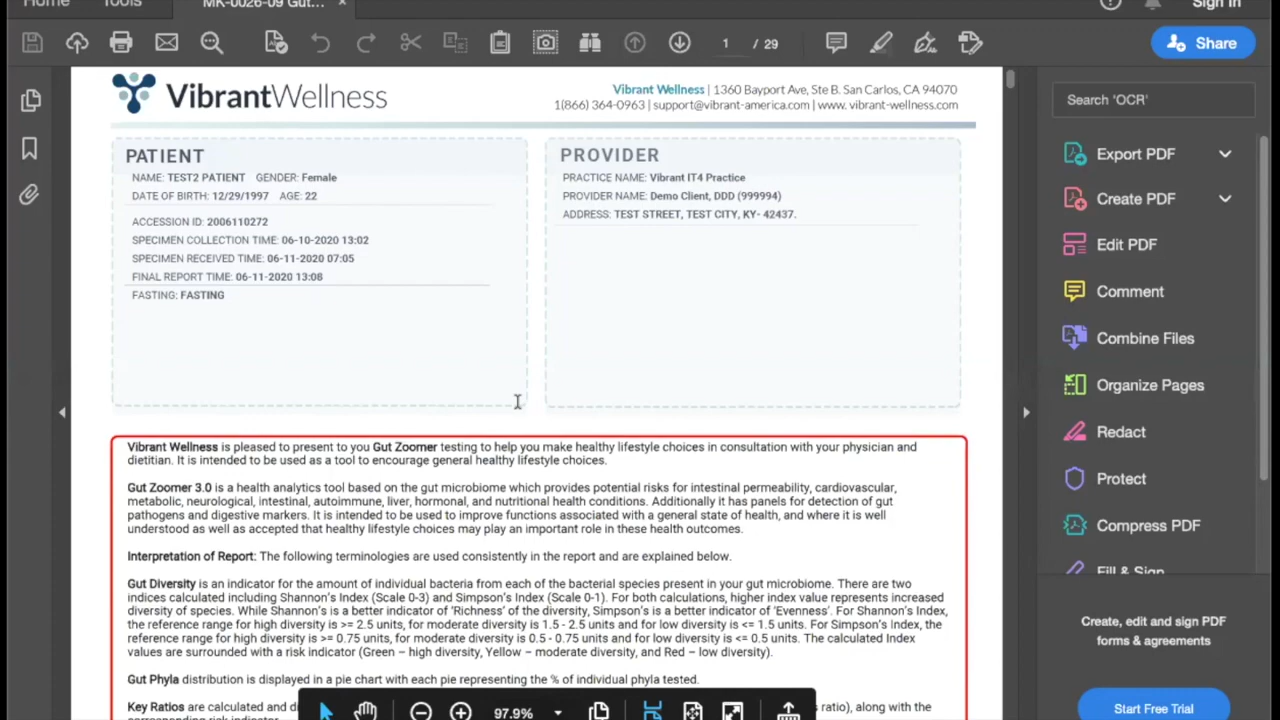 Home Tools MK-0026-09 Gut... × Sign In
1 / 29 Share
VibrantWellness
Vibrant Wellness | 1360 Bayport Ave, Ste B. San Carlos, CA 94070
1(866) 364-0963 | support@vibrant-america.com | www. vibrant-wellness.com
PATIENT
NAME: TEST2 PATIENT GENDER: Female
DATE OF BIRTH: 12/29/1997 AGE: 22
ACCESSION ID: 2006110272
SPECIMEN COLLECTION TIME: 06-10-2020 13:02
SPECIMEN RECEIVED TIME: 06-11-2020 07:05
FINAL REPORT TIME: 06-11-2020 13:08
FASTING: FASTING
PROVIDER
PRACTICE NAME: Vibrant IT4 Practice
PROVIDER NAME: Demo Client, DDD (999994)
ADDRESS: TEST STREET, TEST CITY, KY- 42437.
Vibrant Wellness is pleased to present to you Gut Zoomer testing to help you make healthy lifestyle choices in consultation with your physician and
dietitian. It is intended to be used as a tool to encourage general healthy lifestyle choices.
Gut Zoomer 3.0 is a health analytics tool based on the gut microbiome which provides potential risks for intestinal permeability, cardiovascular,
metabolic, neurological, intestinal, autoimmune, liver, hormonal, and nutritional health conditions. Additionally it has panels for detection of gut
pathogens and digestive markers. It is intended to be used to improve functions associated with a general state of health, and where it is well
understood as well as accepted that healthy lifestyle choices may play an important role in these health outcomes.
Interpretation of Report: The following terminologies are used consistently in the report and are explained below.
Gut Diversity is an indicator for the amount of individual bacteria from each of the bacterial species present in your gut microbiome. There are two
indices calculated including Shannon's Index (Scale 0-3) and Simpson's Index (Scale 0-1). For both calculations, higher index value represents increased
diversity of species. While Shannon's is a better indicator of 'Richness' of the diversity, Simpson's is a better indicator of 'Evenness'. For Shannon's Index,
the reference range for high diversity is >= 2.5 units, for moderate diversity is 1.5 - 2.5 units and for low diversity is <= 1.5 units. For Simpson's Index, the
reference range for high diversity is >= 0.75 units, for moderate diversity is 0.5 - 0.75 units and for low diversity is <= 0.5 units. The calculated Index
values are surrounded with a risk indicator (Green – high diversity, Yellow – moderate diversity, and Red – low diversity).
Gut Phyla distribution is displayed in a pie chart with each pie representing the % of individual phyla tested.
Key Ratios are calculated and d s ratio), along with the
97.9%
Search 'OCR'
Export PDF
Create PDF
Edit PDF
Comment
Combine Files
Organize Pages
Redact
Protect
Compress PDF
Fill & Sign
Create, edit and sign PDF
forms & agreements
Start Free Trial